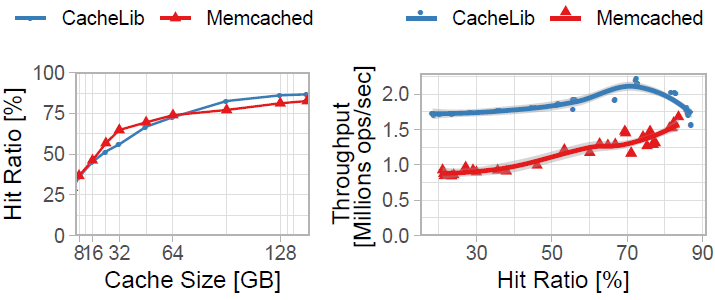 CacheLib Memcached
100
75
50
25
0
Hit Ratio [%]
8 16 32 64 128
Cache Size [GB]
CacheLib Memcached
2.0
1.5
1.0
0.5
0.0
Throughput
[Millions ops/sec]
30 50 70 90
Hit Ratio [%]